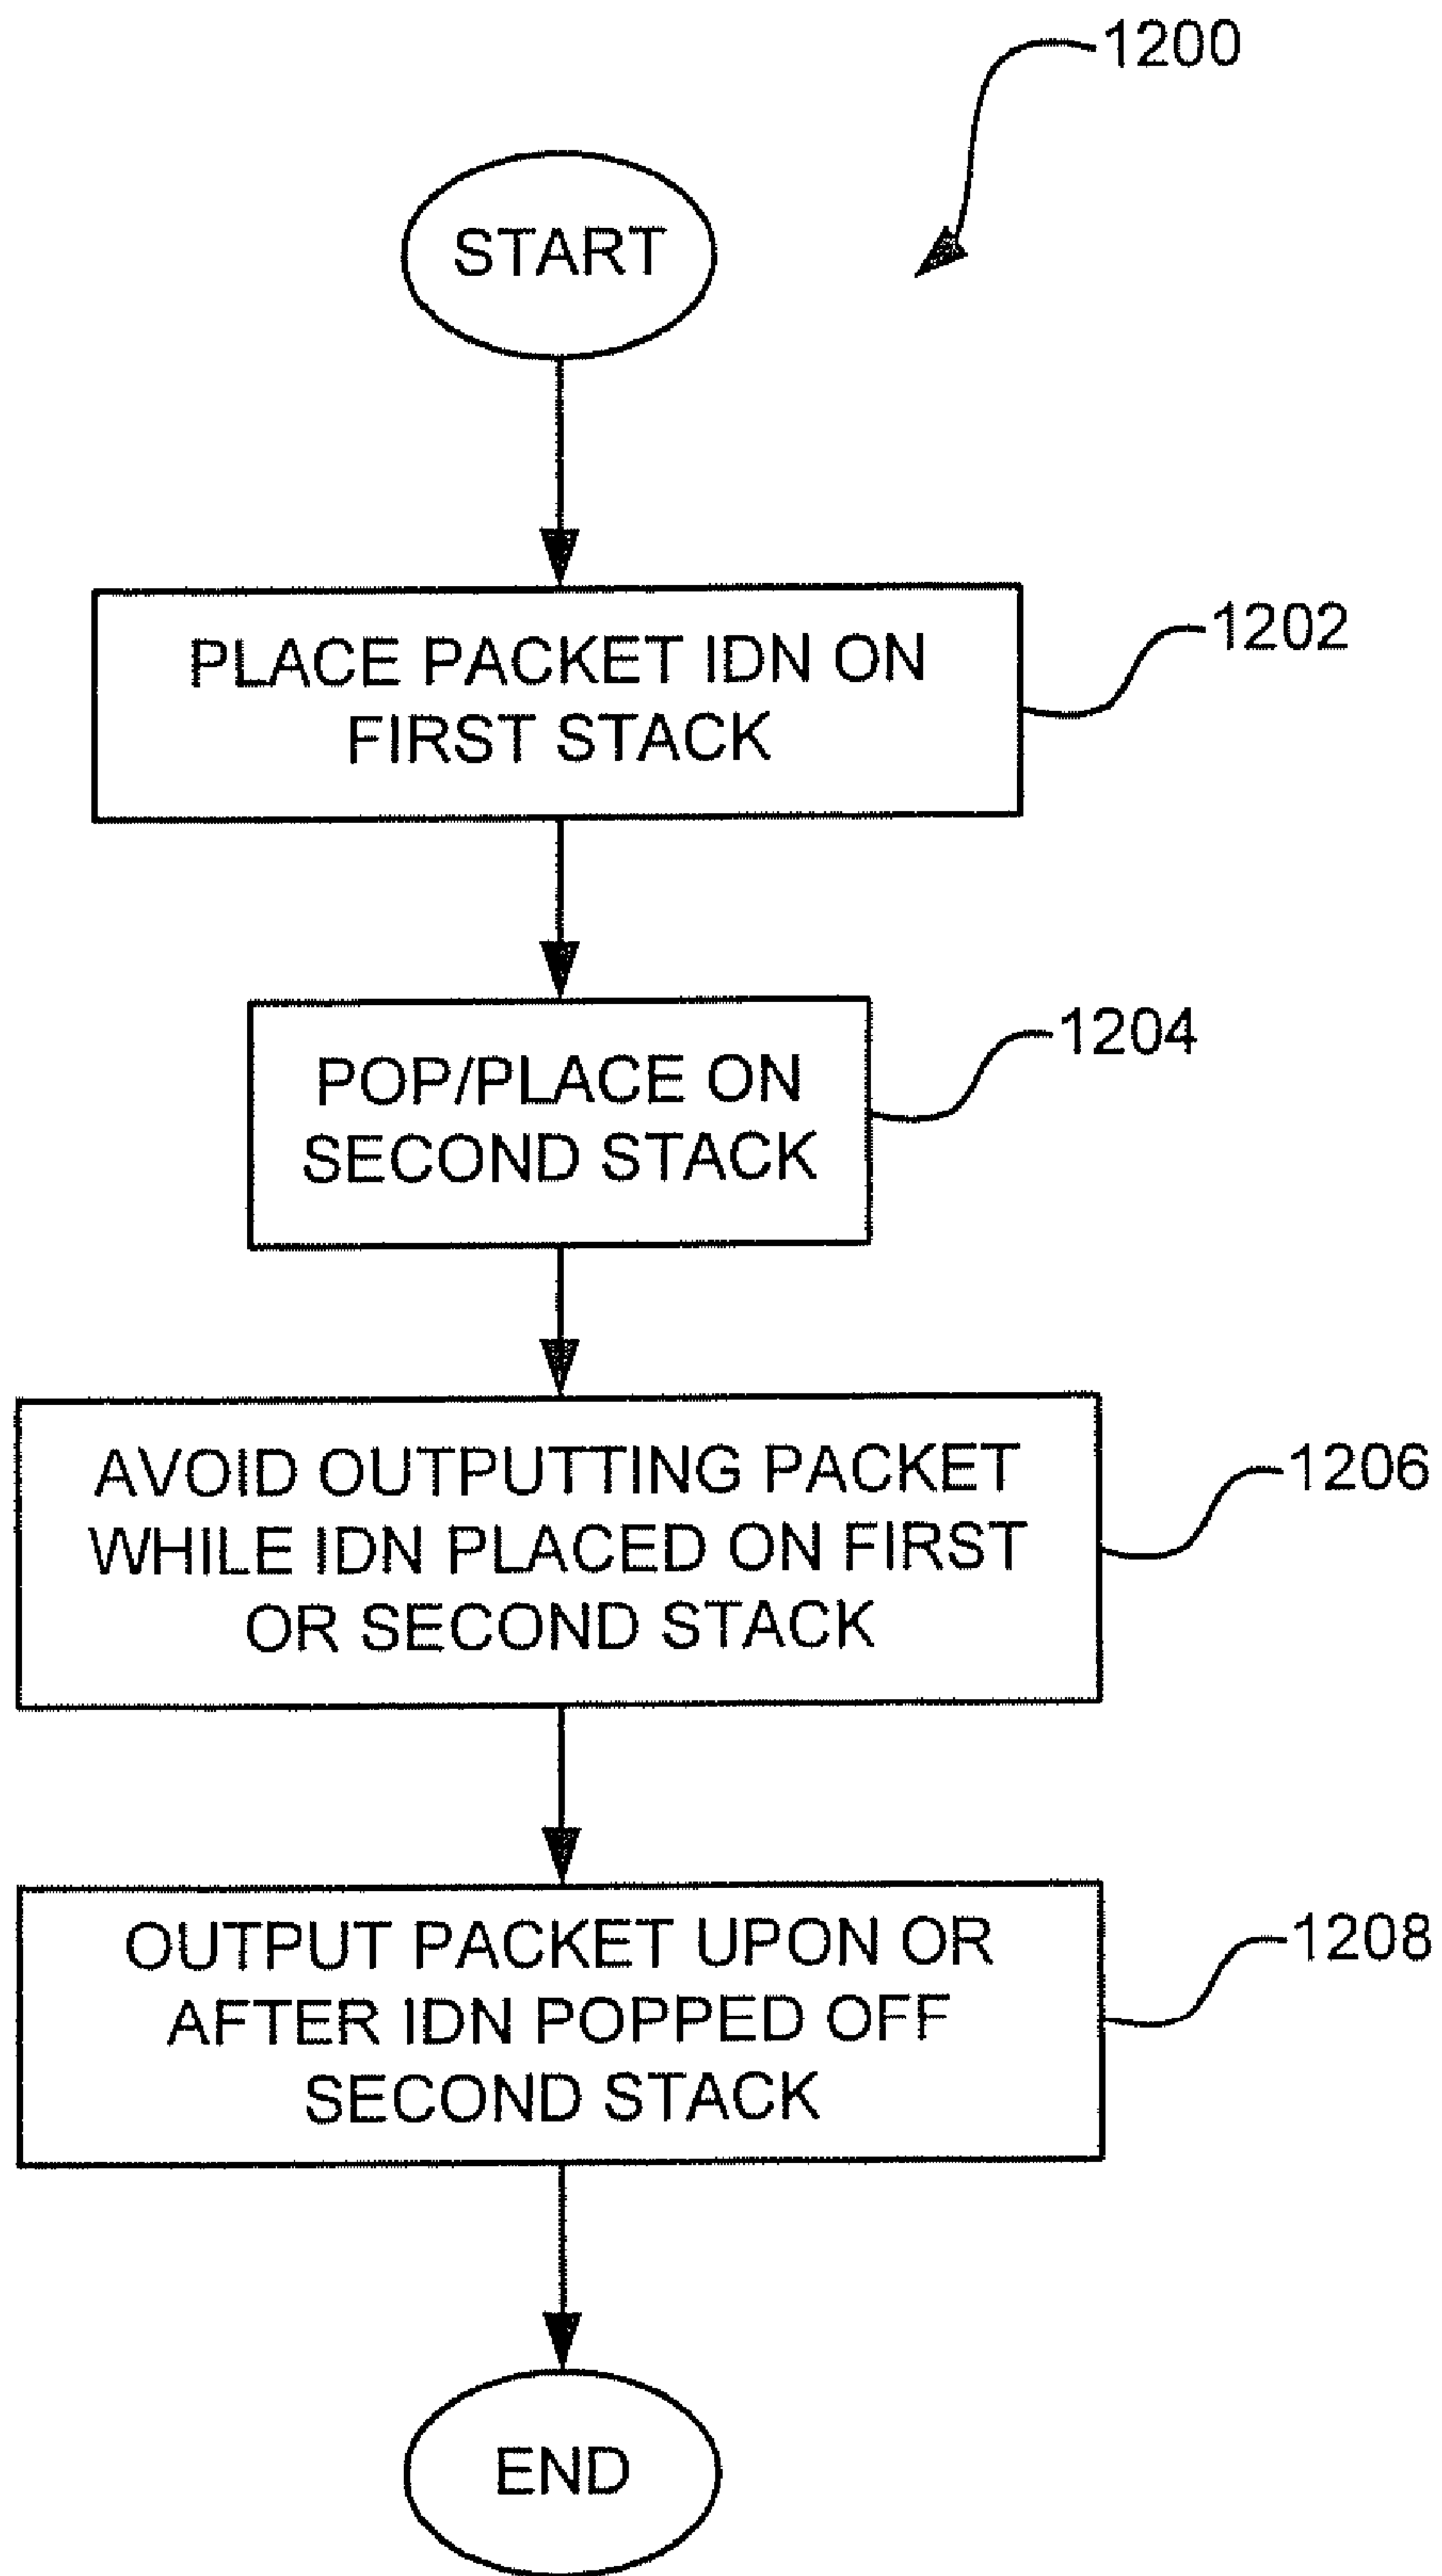 1200
START
PLACE PACKET IDN ON
FIRST STACK
1202
POP/PLACE ON
SECOND STACK
1204
AVOID OUTPUTTING PACKET
WHILE IDN PLACED ON FIRST
OR SECOND STACK
1206
OUTPUT PACKET UPON OR
AFTER IDN POPPED OFF
SECOND STACK
1208
END